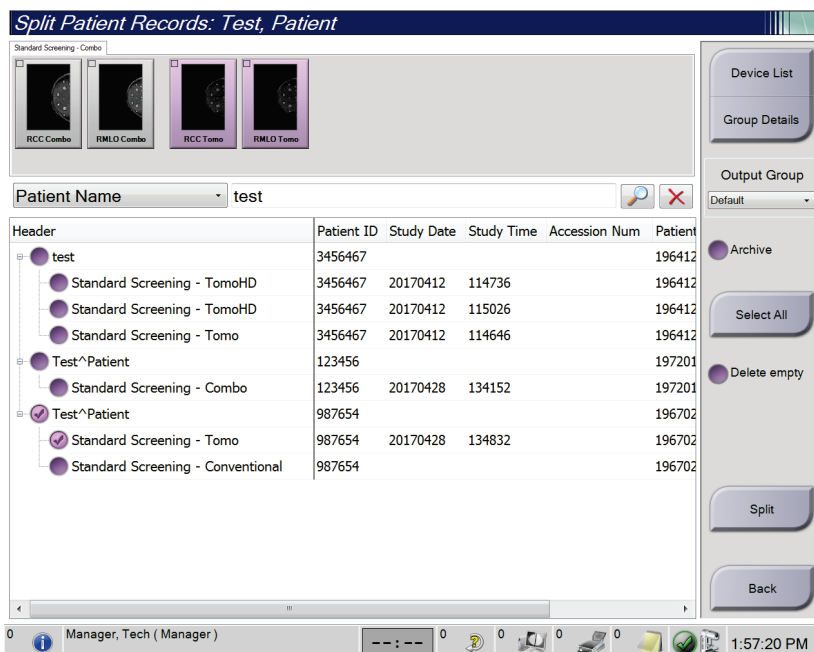 Split Patient Records: Test, Patient
Standard Screening - Combo
RCC Combo RMLO Combo RCC Tomo RMLO Tomo
Device List
Group Details
Output Group
Default
Patient Name test
Header Patient ID Study Date Study Time Accession Num Patient
test 3456467 196412
Standard Screening - TomoHD 3456467 20170412 114736 196412
Standard Screening - TomoHD 3456467 20170412 115026 196412
Standard Screening - Tomo 3456467 20170412 114646 196412
Test^Patient 123456 197201
Standard Screening - Combo 123456 20170428 134152 197201
Test^Patient 987654 196702
Standard Screening - Tomo 987654 20170428 134832 196702
Standard Screening - Conventional 987654 196702
Archive
Select All
Delete empty
Split
Back
0 Manager, Tech ( Manager ) --:-- 0 0 0 0 1:57:20 PM